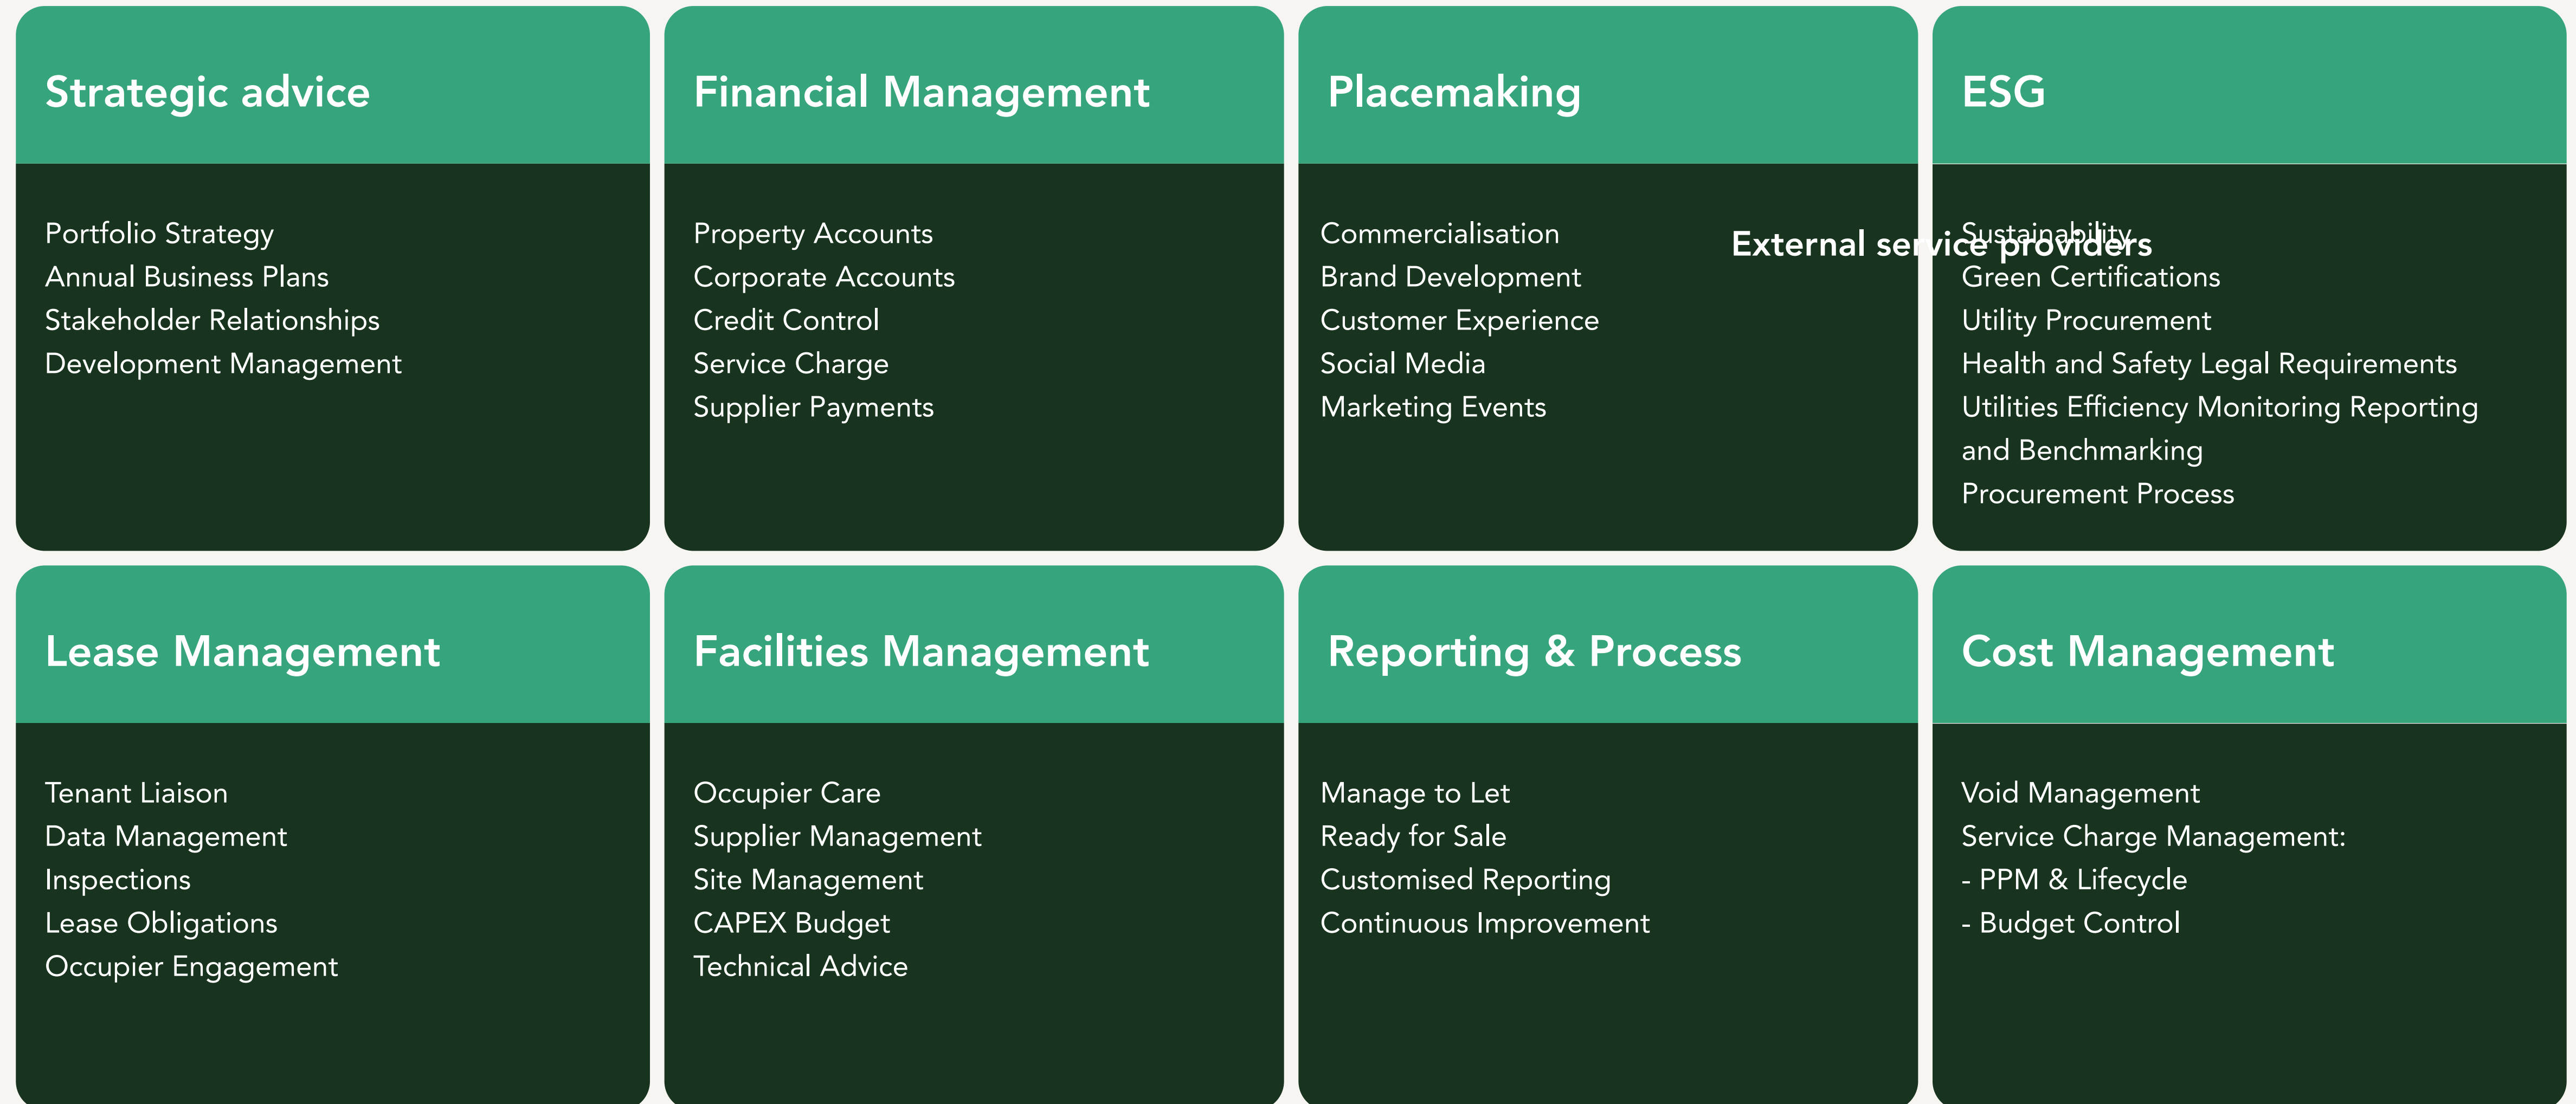 Strategic advice
Portfolio Strategy
Annual Business Plans
Stakeholder Relationships
Development Management
Financial Management
Property Accounts
Corporate Accounts
Credit Control
Service Charge
Supplier Payments
Placemaking
Commercialisation
Brand Development
Customer Experience
Social Media
Marketing Events
External service providers
ESG
Sustainability
Green Certifications
Utility Procurement
Health and Safety Legal Requirements
Utilities Efficiency Monitoring Reporting
and Benchmarking
Procurement Process
Lease Management
Tenant Liaison
Data Management
Inspections
Lease Obligations
Occupier Engagement
Facilities Management
Occupier Care
Supplier Management
Site Management
CAPEX Budget
Technical Advice
Reporting & Process
Manage to Let
Ready for Sale
Customised Reporting
Continuous Improvement
Cost Management
Void Management
Service Charge Management:
- PPM & Lifecycle
- Budget Control